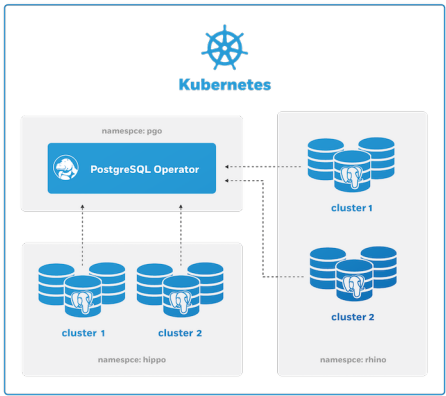 Kubernetes
namespce: pgo
PostgreSQL Operator
cluster 1
cluster 2
namespce: hippo
cluster 1
cluster 2
namespce: rhino